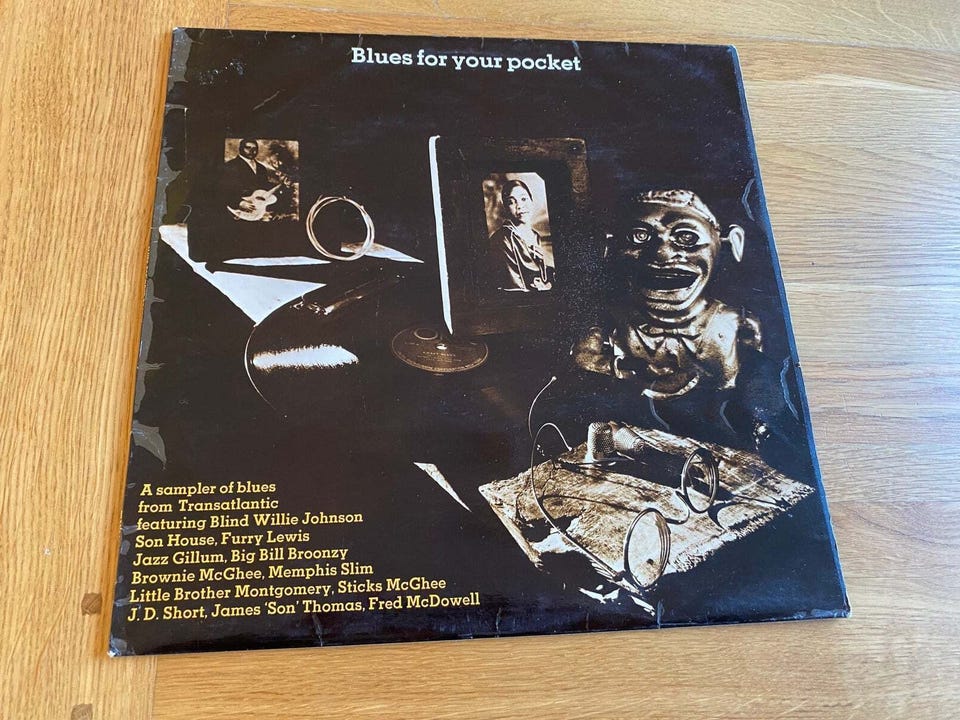 Blues for your pocket
A sampler of blues
from Transatlantic
featuring Blind Willie Johnson
Son House, Furry Lewis
Jazz Gillum, Big Bill Broonzy
Brownie McGhee, Memphis Slim
Little Brother Montgomery, Sticks McGhee
J. D. Short, James 'Son' Thomas, Fred McDowell